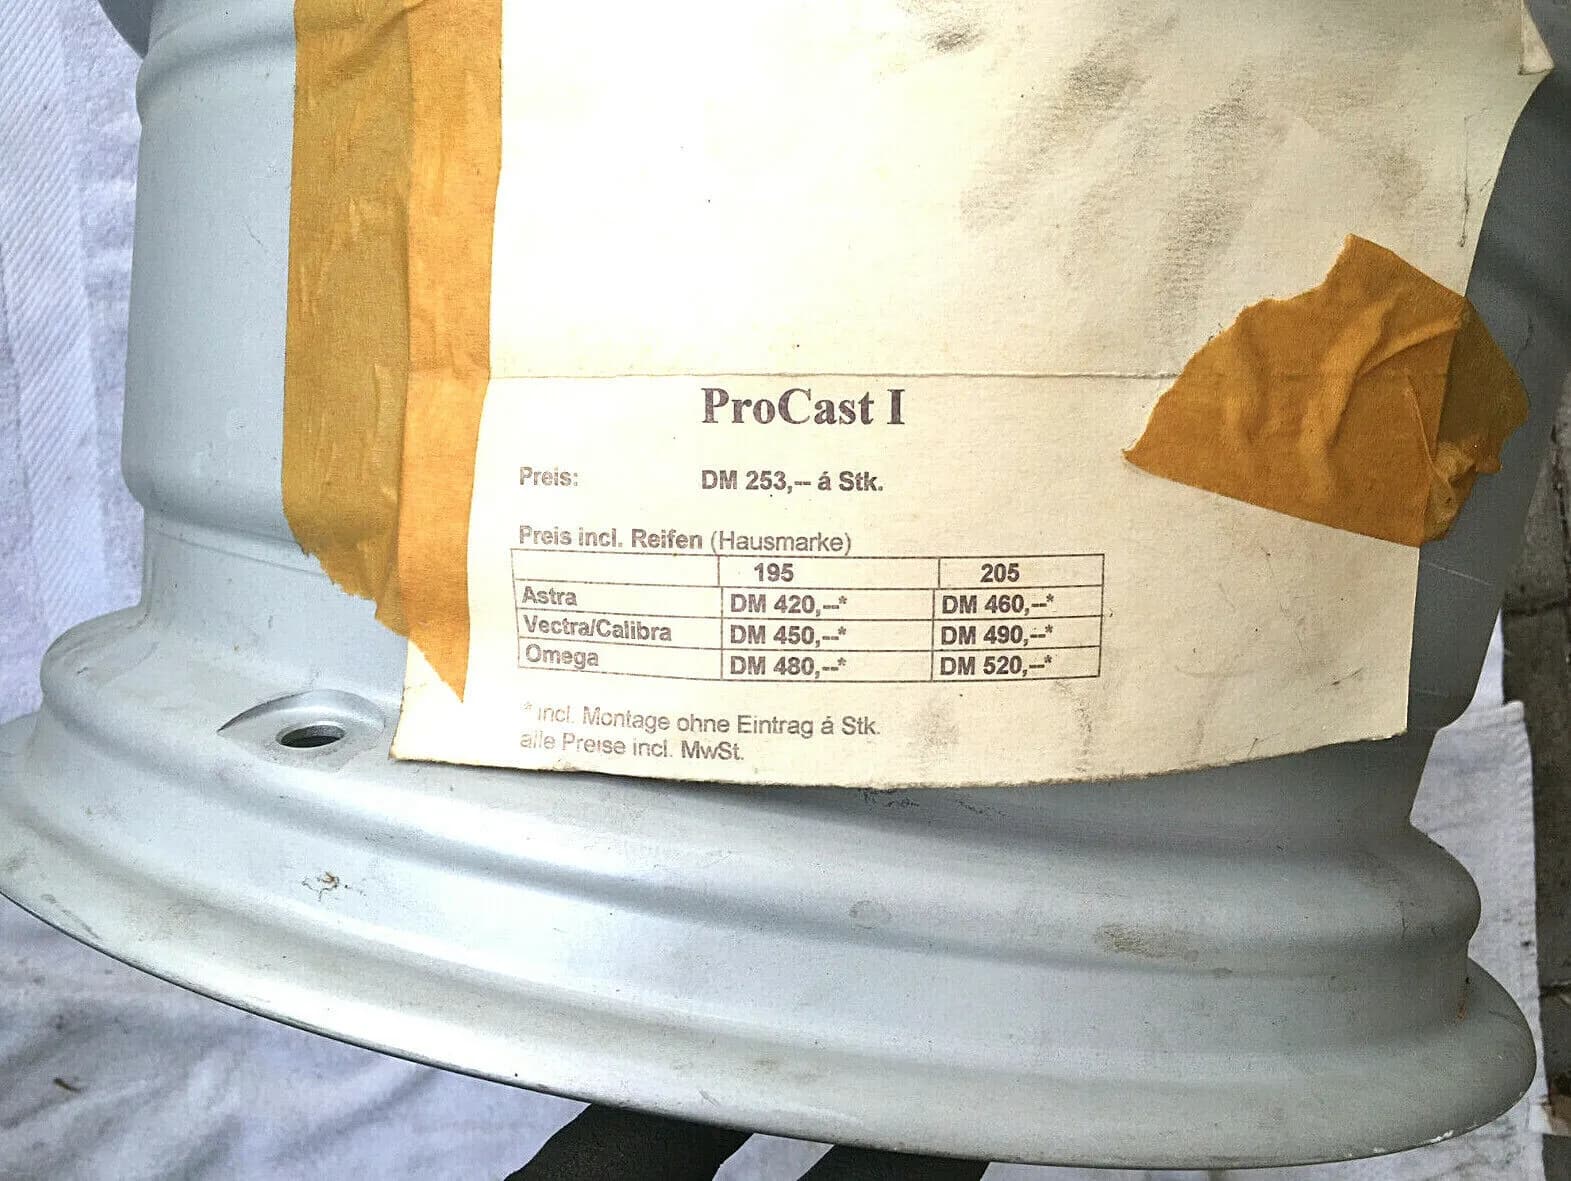 ProCast I
Preis: DM 253,-- á Stk.
Preis incl. Reifen (Hausmarke)
195 205
Astra DM 420,--* DM 460,--*
Vectra/Calibra DM 450,--* DM 490,--*
Omega DM 480,--* DM 520,--*
* incl. Montage ohne Eintrag á Stk.
alle Preise incl. MwSt.